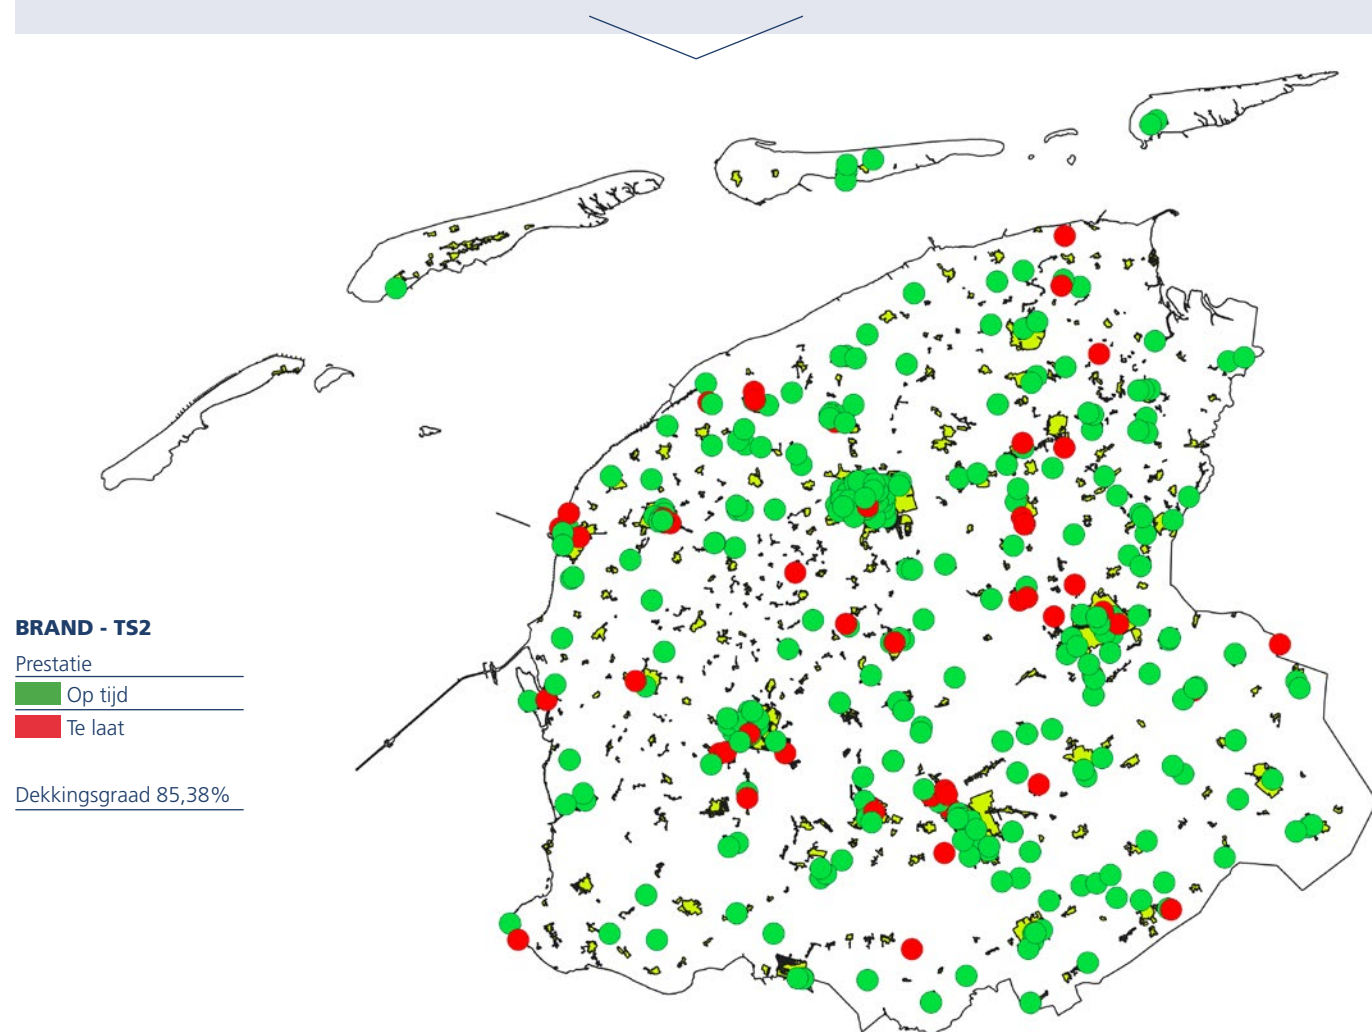 BRAND - TS2
Prestatie
Op tijd
Te laat
Dekkingsgraad 85,38%